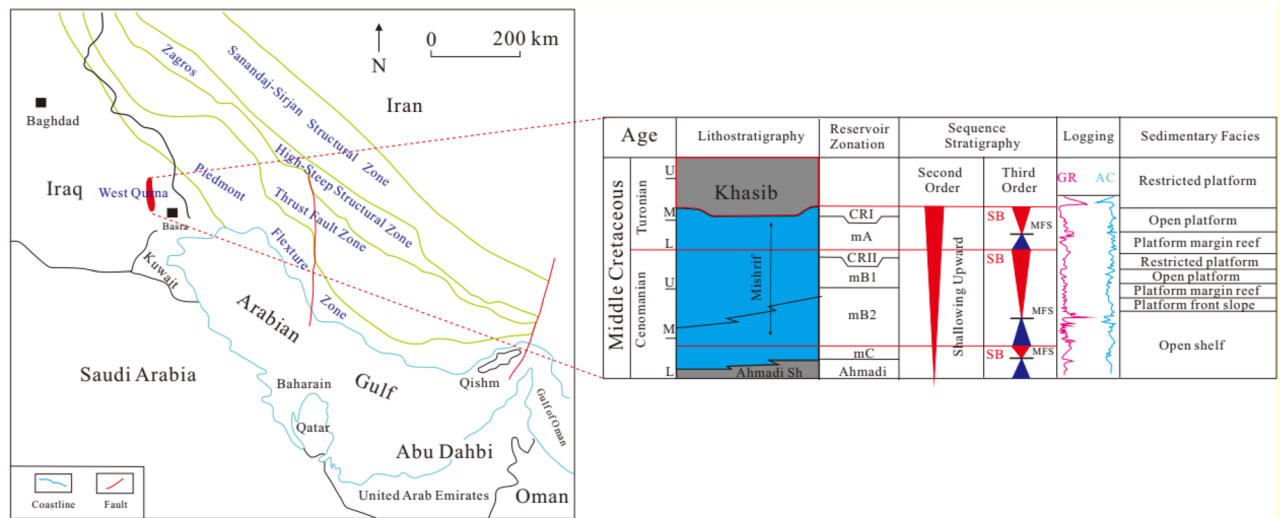 0
200 km
N
Zagros
Sanandaj-Sirjan Structural Zone
Iran
Baghdad
High-Steep Structural Zone
Piedmont
Thrust Fault Zone
Iraq
West Qurna
Basra
Flexture
Zone
Kuwait
Arabian
Gulf
Saudi Arabia
Qishm
Baharain
Gulf of Oman
Qatar
Abu Dahbi
United Arab Emirates
Oman
Coastline
Fault
Age
Lithostratigraphy
Reservoir
Zonation
Sequence
Stratigraphy
Logging
Sedimentary Facies
Second
Order
Third
Order
GR
AC
Middle Cretaceous
Turonian
U
M
L
Cenomanian
U
M
L
Khasib
Mishrif
Ahmadi Sh
CRI
mA
CRII
mB1
mB2
mC
Ahmadi
Shallowing Upward
SB
MFS
SB
MFS
SB
MFS
Restricted platform
Open platform
Platform margin reef
Restricted platform
Open platform
Platform margin reef
Platform front slope
Open shelf